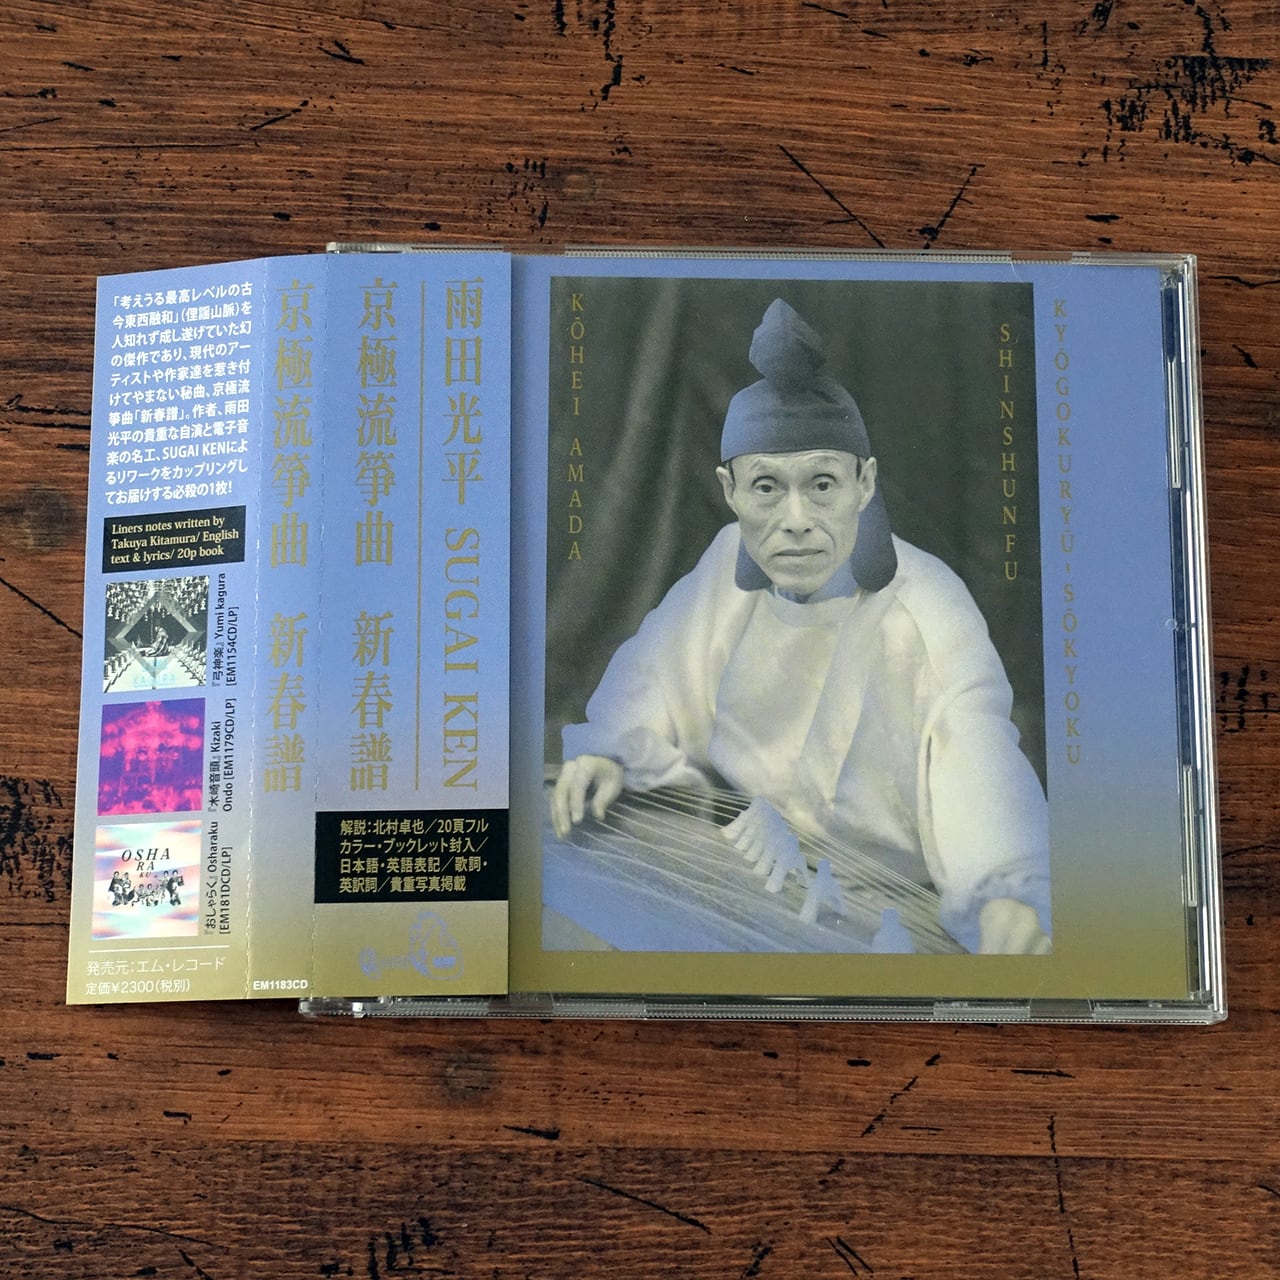 「考えうる最高レベルの古
今東西融和」(俚謡山脈)を
人知れず成し遂げていた幻
の傑作であり、現代のアー
ティストや作家達を惹き付
けてやまない秘曲、京極流
箏曲「新春譜」。作者、雨田
光平の貴重な自演と電子音
楽の名工、SUGAI KENによ
るリワークをカップリングし
てお届けする必殺の1枚!
Liners notes written by
Takuya Kitamura/ English
text & lyrics/ 20p book
『弓神楽』Yumi kagura
[EM1154CD/LP]
『木崎音頭』Kizaki
Ondo [EM1179CD/LP]
OSHA
RA
KU
『おしゃらく』Osharaku
[EM181DCD/LP]
発売元:エム・レコード
定価¥2300(税別)
京極流箏曲 新春譜
EM1183CD
雨田光平 SUGAI KEN
京極流箏曲 新春譜
解説:北村卓也/20頁フル
カラー・ブックレット封入/
日本語・英語表記/歌詞・
英訳詞/貴重写真掲載
KŌHEI AMADA
SHINSHUNFU
KYŌGOKURYŪ-SŌKYOKU